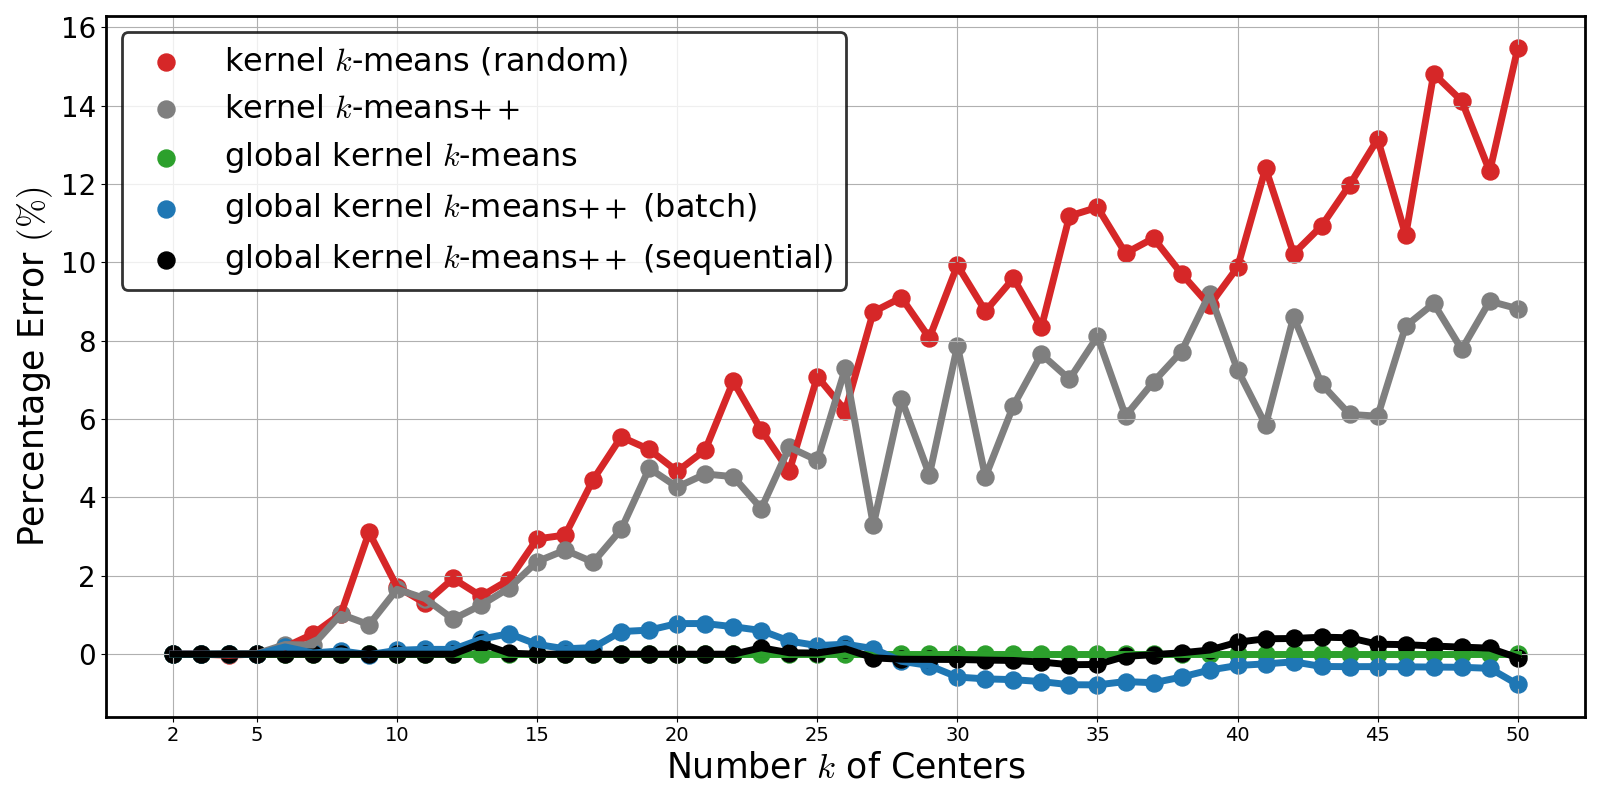 kernel k-means (random)
kernel k-means++
global kernel k-means
global kernel k-means++ (batch)
global kernel k-means++ (sequential)
Percentage Error (%)
16
14
12
10
8
6
4
2
0
2 5 10 15 20 25 30 35 40 45 50
Number k of Centers